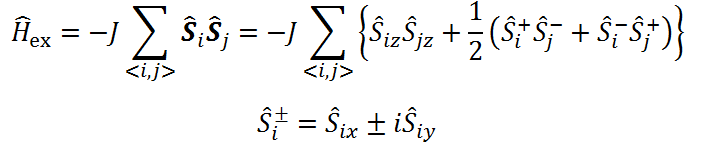 Ĥ_ex = −J ∑_{<i,j>} Ŝ_i Ŝ_j = −J ∑_{<i,j>} {Ŝ_iz Ŝ_jz + 1/2 (Ŝ_i^+ Ŝ_j^− + Ŝ_i^− Ŝ_j^+)}
Ŝ_i^± = Ŝ_ix ± iŜ_iy